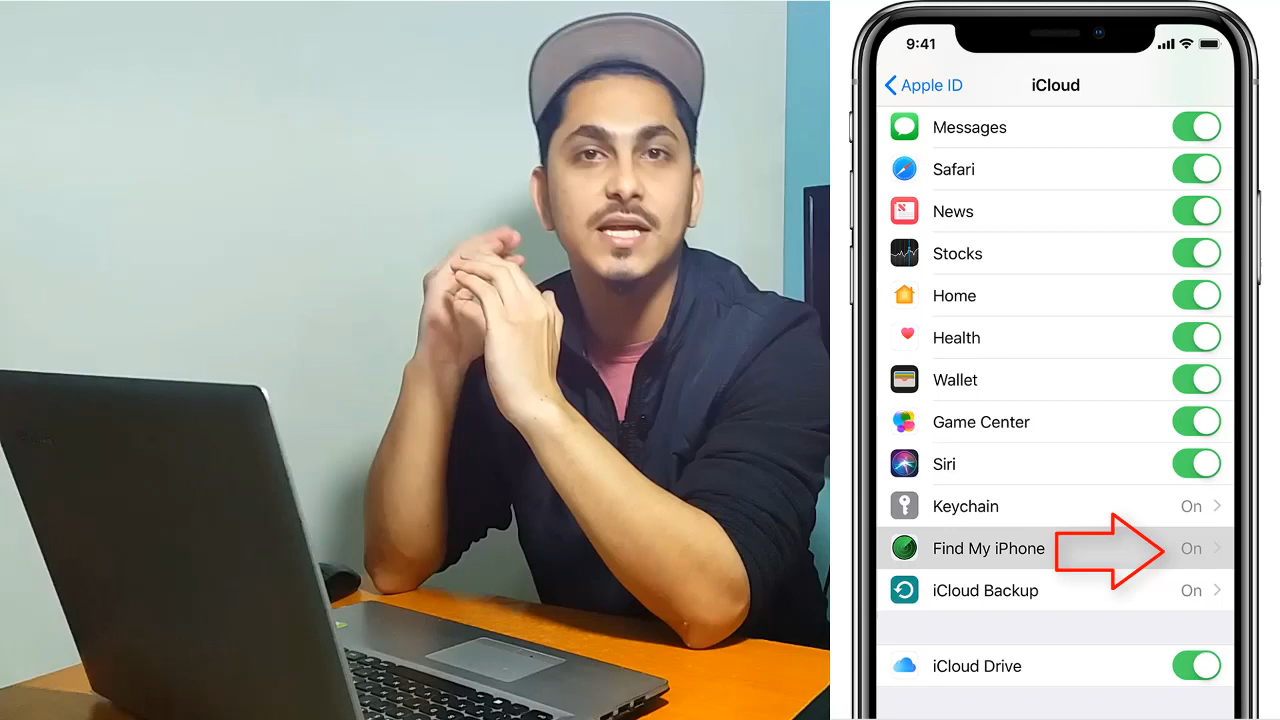 9:41
Apple ID
iCloud
Messages
Safari
News
Stocks
Home
Health
Wallet
Game Center
Siri
Keychain On
Find My iPhone On
iCloud Backup On
iCloud Drive